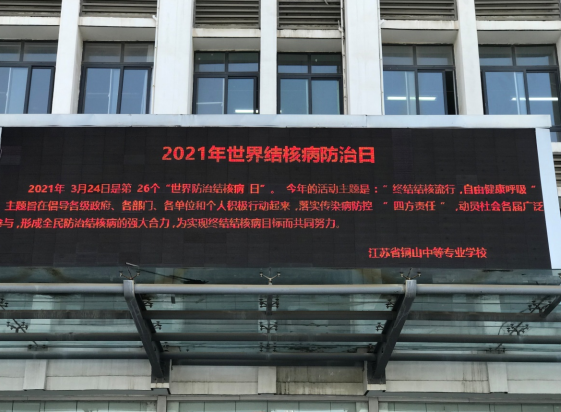 2021年世界结核病防治日
2021年 3月24日是第 26个“世界防治结核病 日”。 今年的活动主题是：“ 终结结核流行，自由健康呼吸 ”
主题旨在倡导各级政府、各部门、各单位和个人积极行动起来，落实传染病防控 “ 四方责任 ”，动员社会各届广泛
参与，形成全民防治结核病的强大合力，为实现终结结核病目标而共同努力。
江苏省铜山中等专业学校